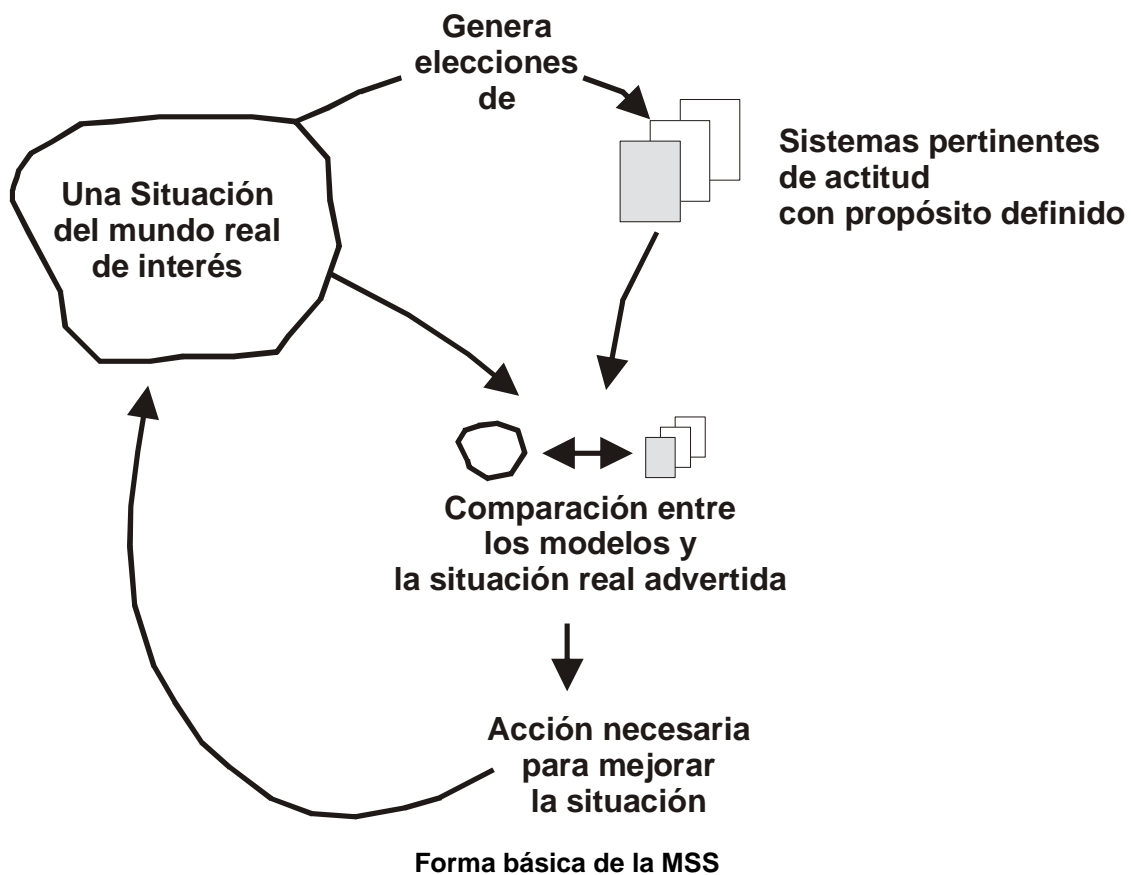 Genera
elecciones
de
Una Situación
del mundo real
de interés
Sistemas pertinentes
de actitud
con propósito definido
Comparación entre
los modelos y
la situación real advertida
Acción necesaria
para mejorar
la situación
Forma básica de la MSS